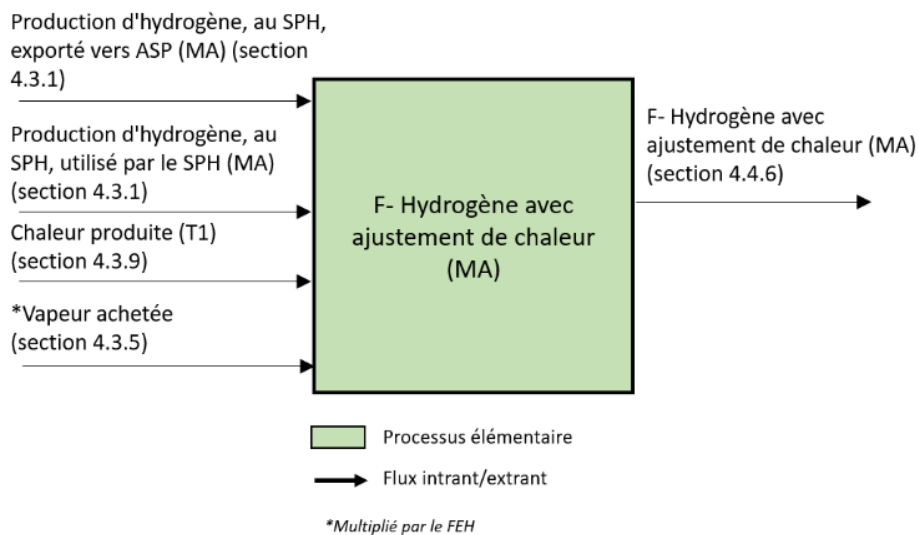 Production d'hydrogène, au SPH,
exporté vers ASP (MA) (section
4.3.1)
Production d'hydrogène, au
SPH, utilisé par le SPH (MA)
(section 4.3.1)
Chaleur produite (T1)
(section 4.3.9)
*Vapeur achetée
(section 4.3.5)
F- Hydrogène avec
ajustement de chaleur
(MA)
F- Hydrogène avec
ajustement de chaleur (MA)
(section 4.4.6)
Processus élémentaire
Flux intrant/extrant
*Multiplié par le FEH